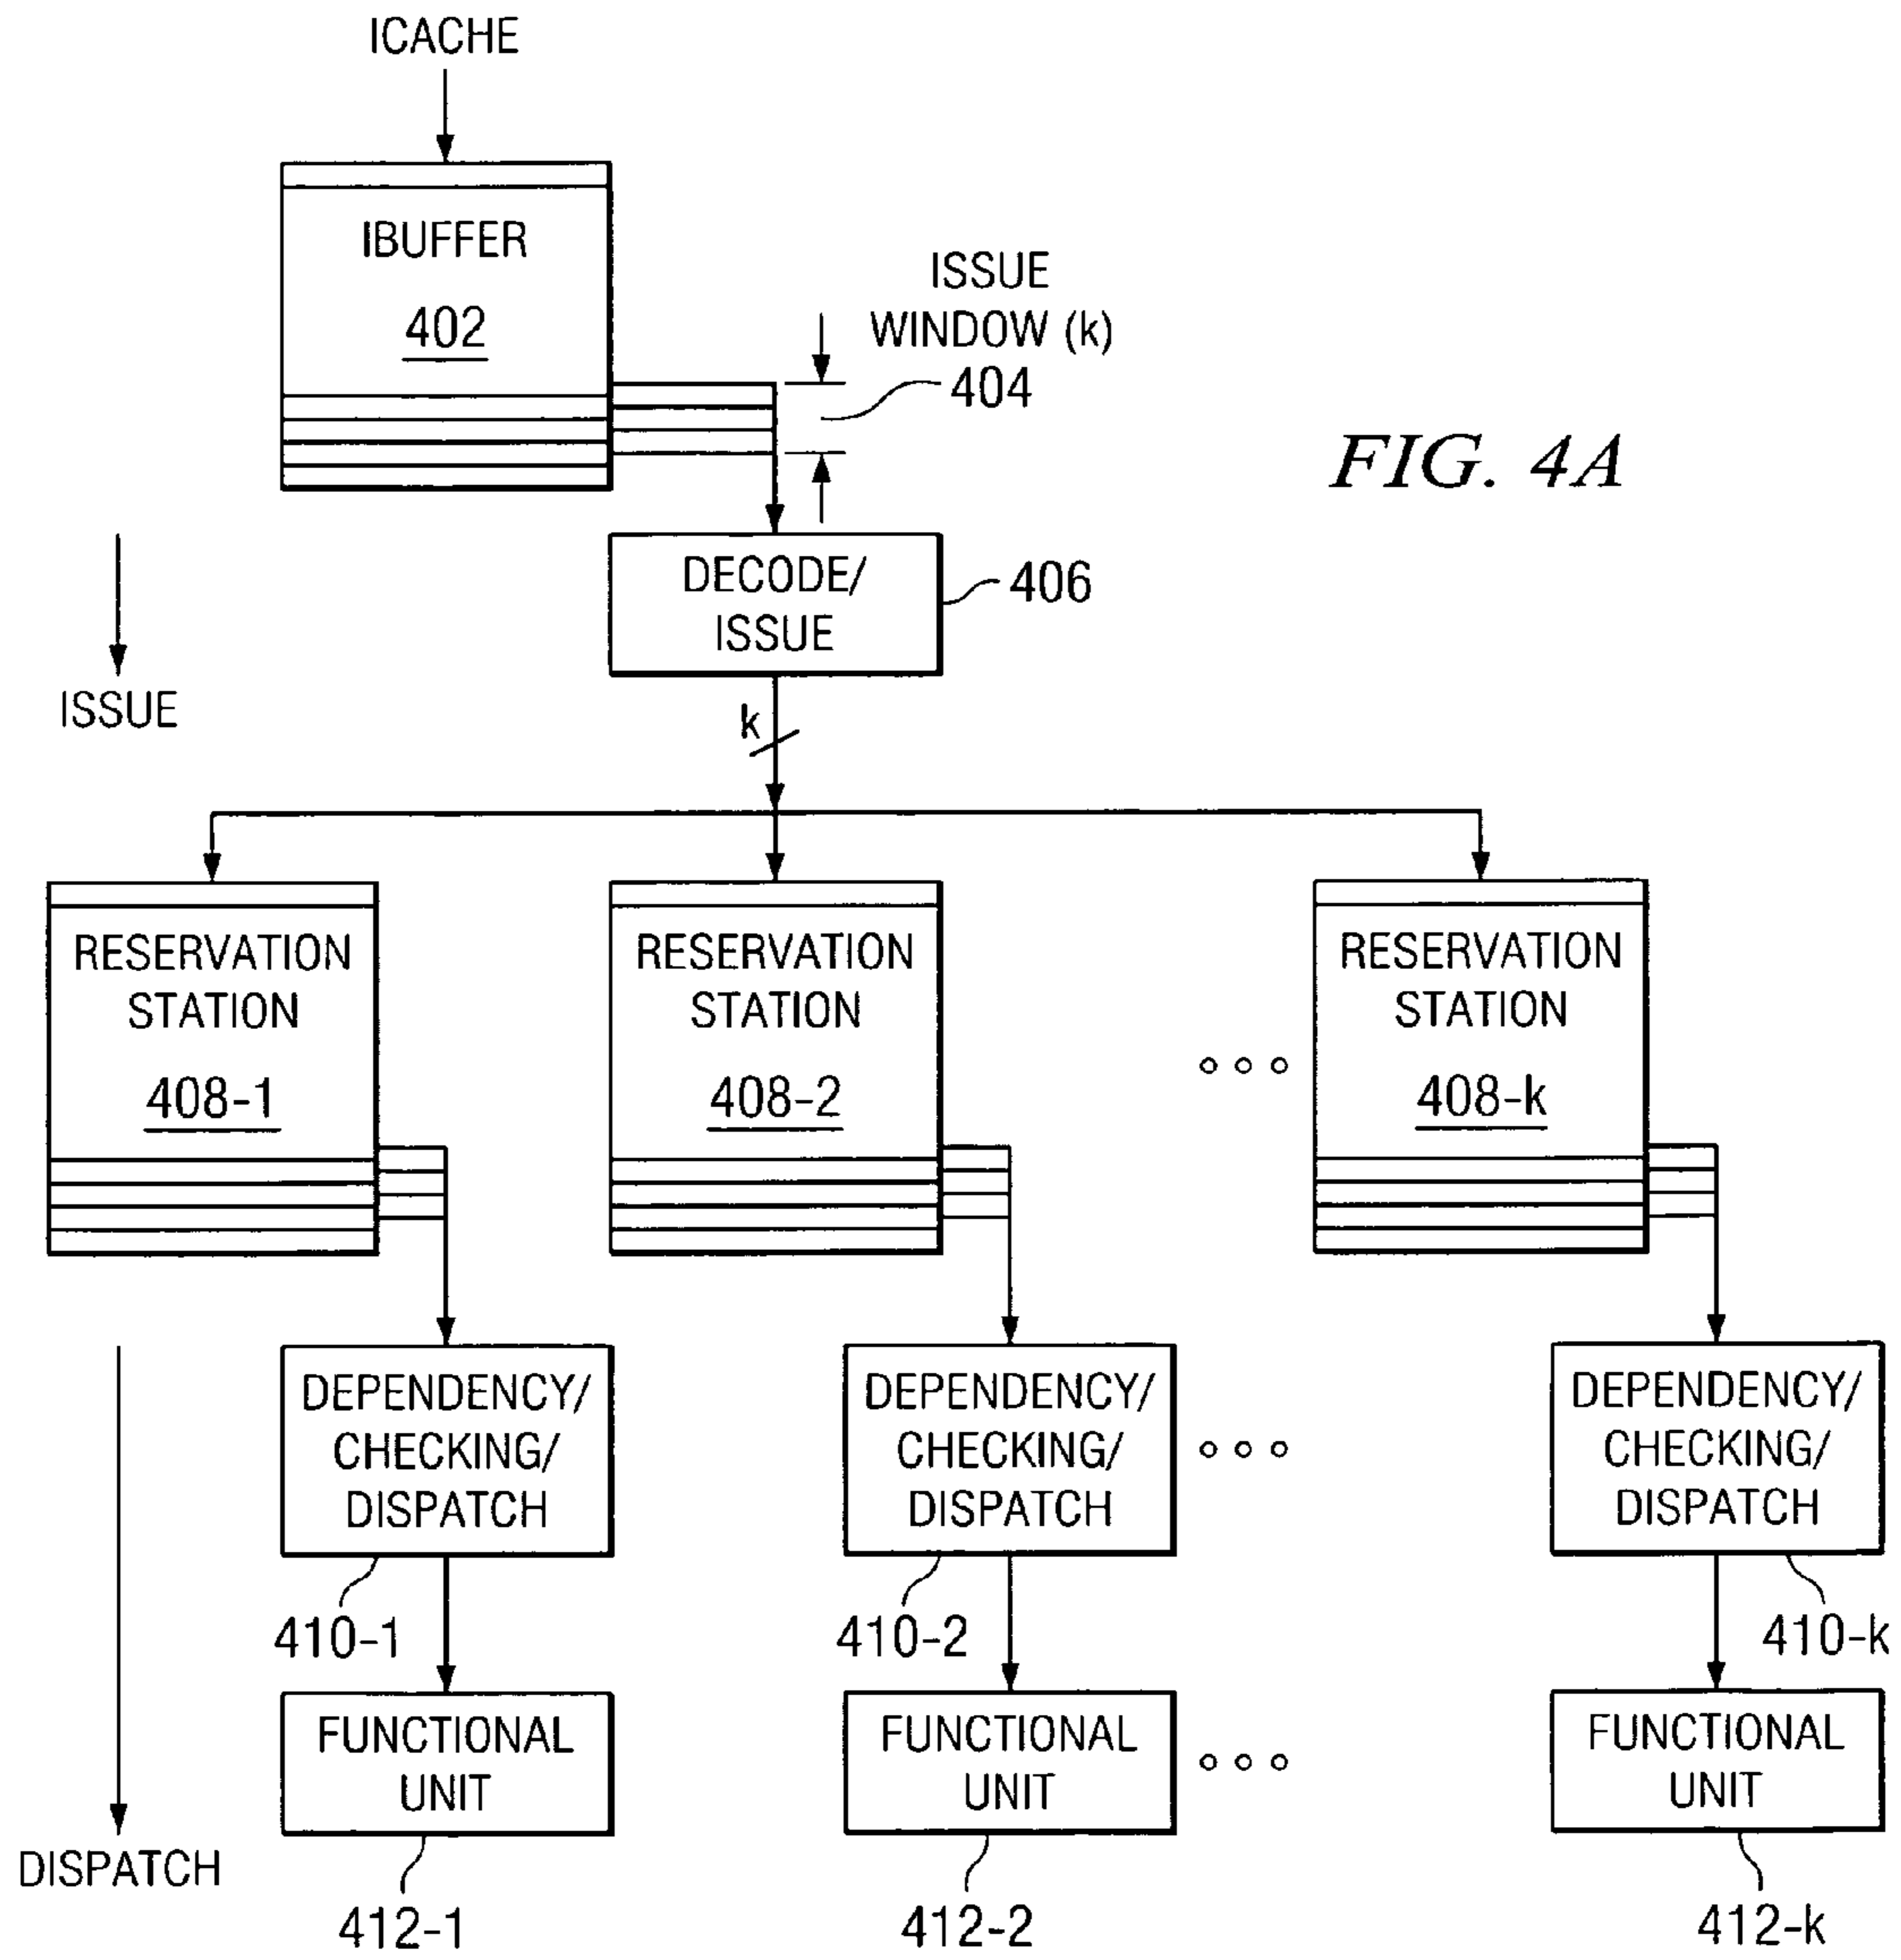 ICACHE
IBUFFER
402
ISSUE
WINDOW (k)
404
FIG. 4A
DECODE/
ISSUE
406
ISSUE
k
RESERVATION
STATION
408-1
RESERVATION
STATION
408-2
RESERVATION
STATION
408-k
DEPENDENCY/
CHECKING/
DISPATCH
410-1
DEPENDENCY/
CHECKING/
DISPATCH
410-2
DEPENDENCY/
CHECKING/
DISPATCH
410-k
FUNCTIONAL
UNIT
412-1
FUNCTIONAL
UNIT
412-2
FUNCTIONAL
UNIT
412-k
DISPATCH